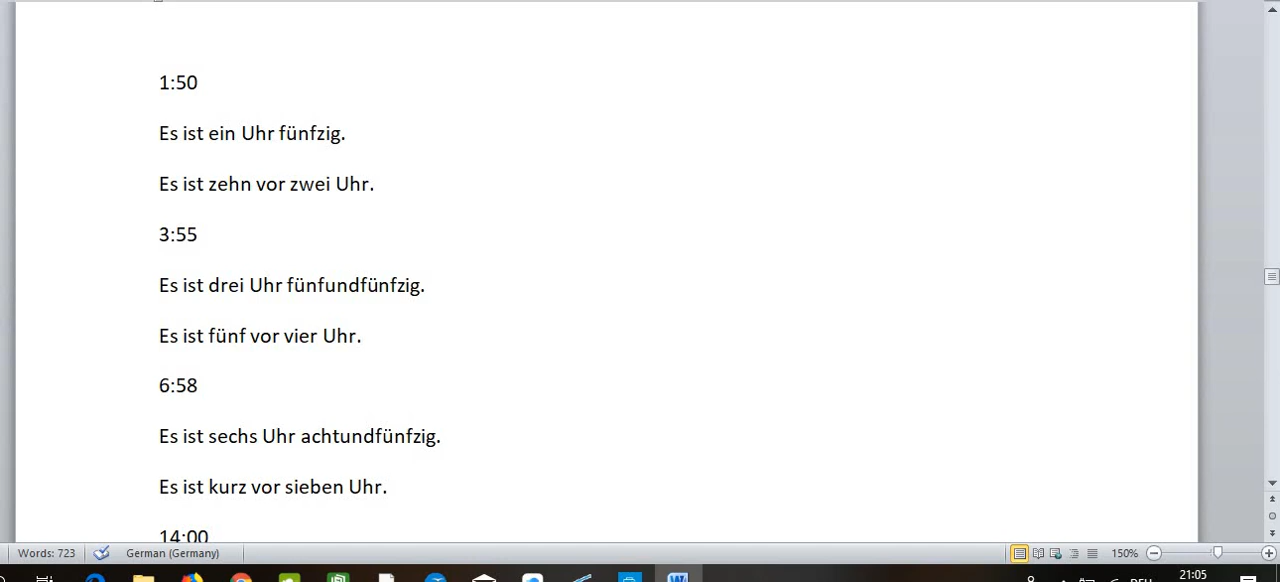 1:50
Es ist ein Uhr fünfzig.
Es ist zehn vor zwei Uhr.
3:55
Es ist drei Uhr fünfundfünzig.
Es ist fünf vor vier Uhr.
6:58
Es ist sechs Uhr achtundfünfzig.
Es ist kurz vor sieben Uhr.
14:00
Words: 723 German (Germany) 150%
DEU 21:05